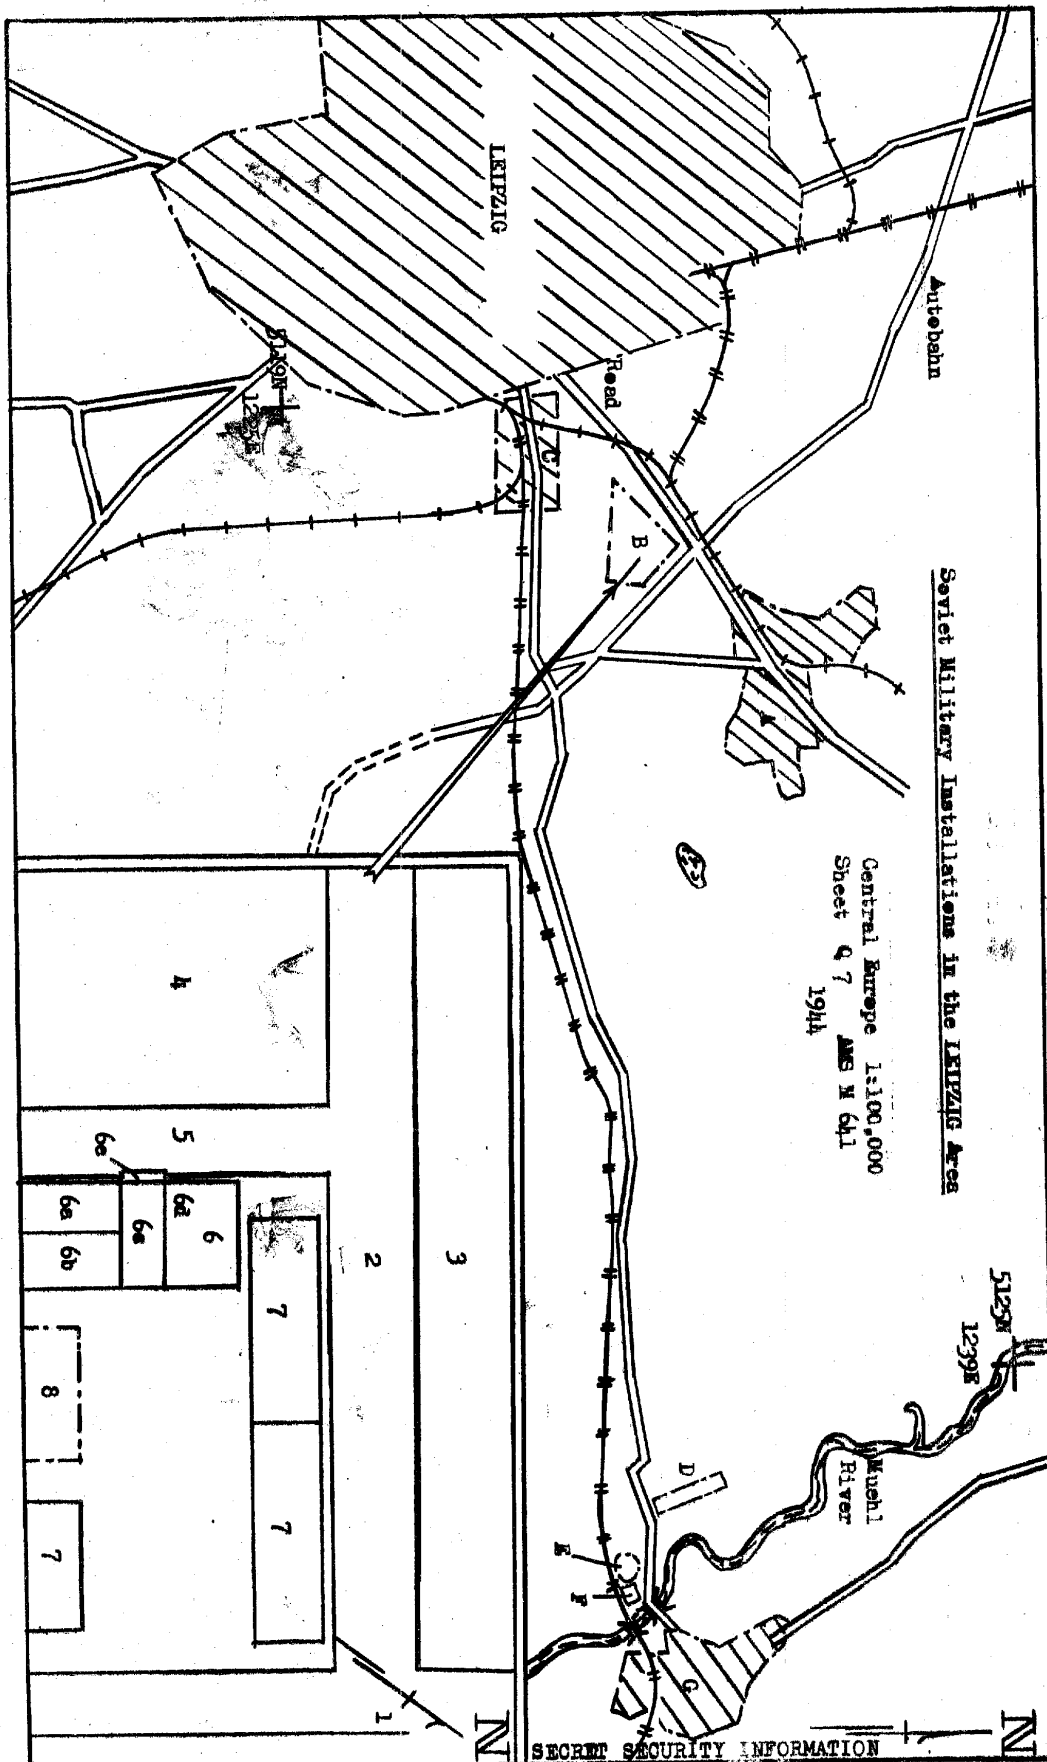 Soviet Military Installations in the LEIPZIG Area
Central Europe 1:100,000
Sheet Q 7 AMS M 641
1944
N
5125N
1239E
Autobahn
LEIPZIG
Road
A
B
C
Muehl
River
D
E
F
G
5119N
N
1
2
3
4
5
6
6a
6b
6d
6e
7
7
7
8
SECRET SECURITY INFORMATION